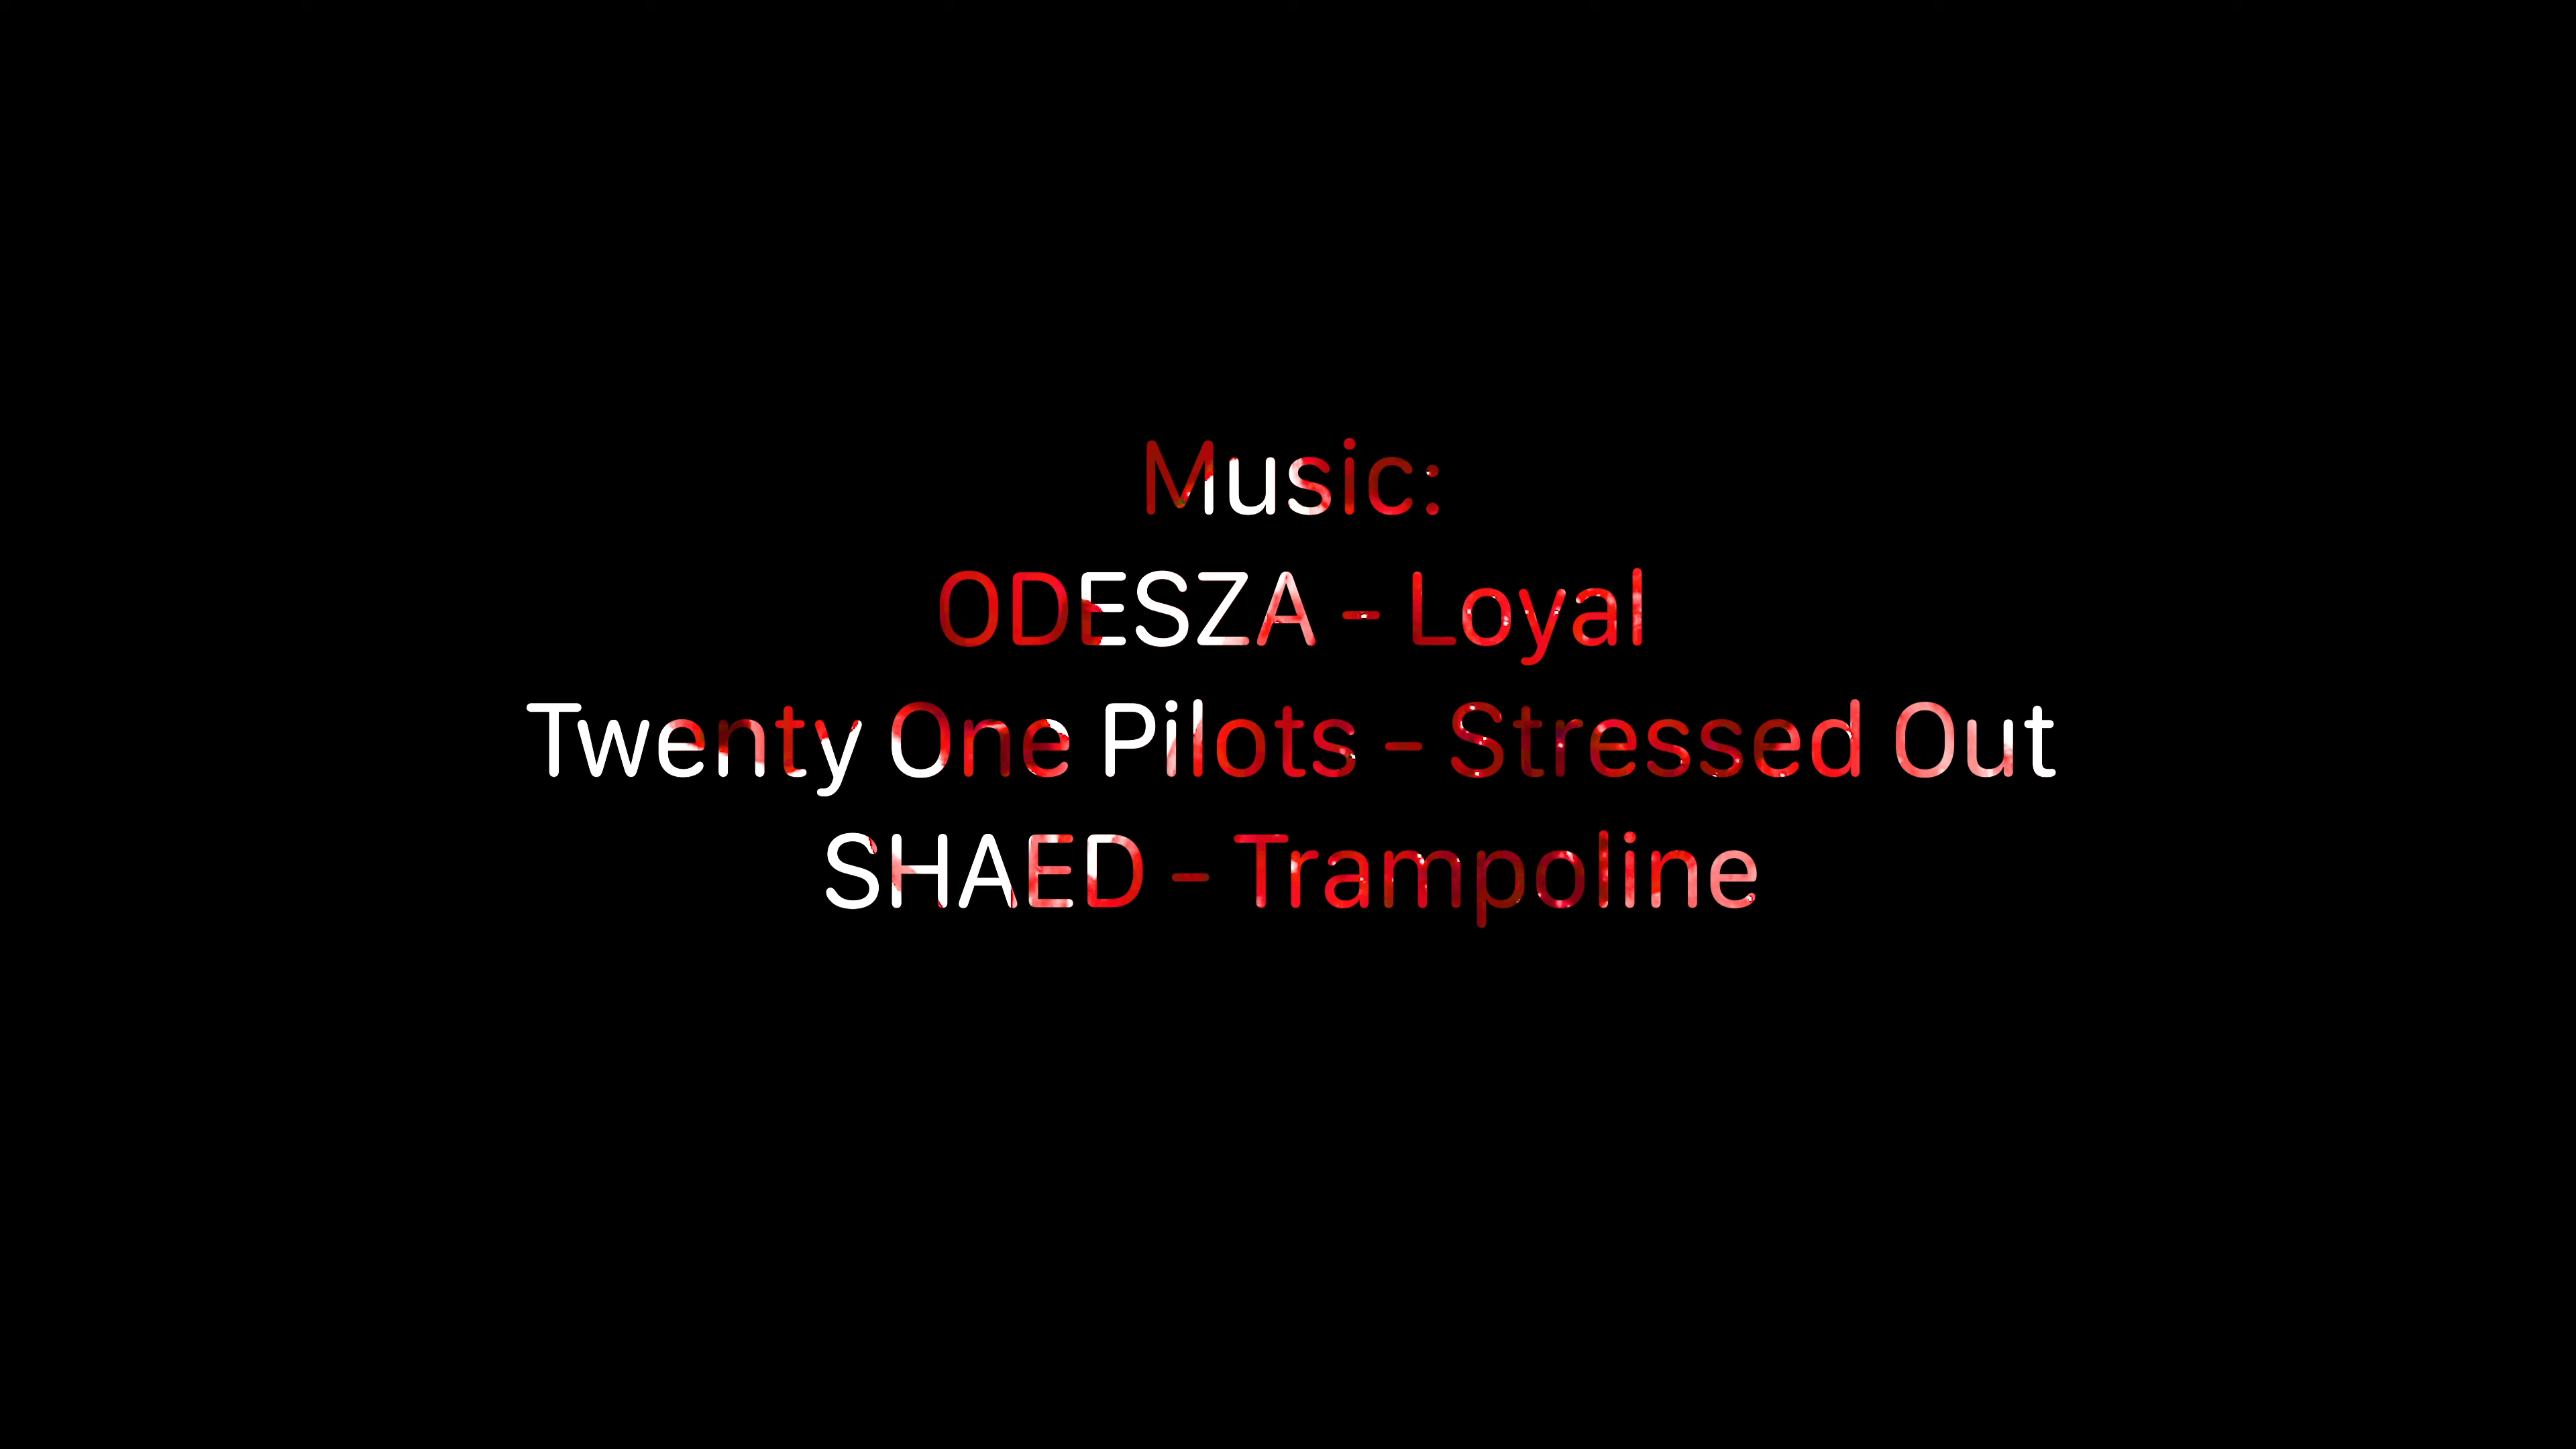 Music:
ODESZA - Loyal
Twenty One Pilots - Stressed Out
SHAED - Trampoline